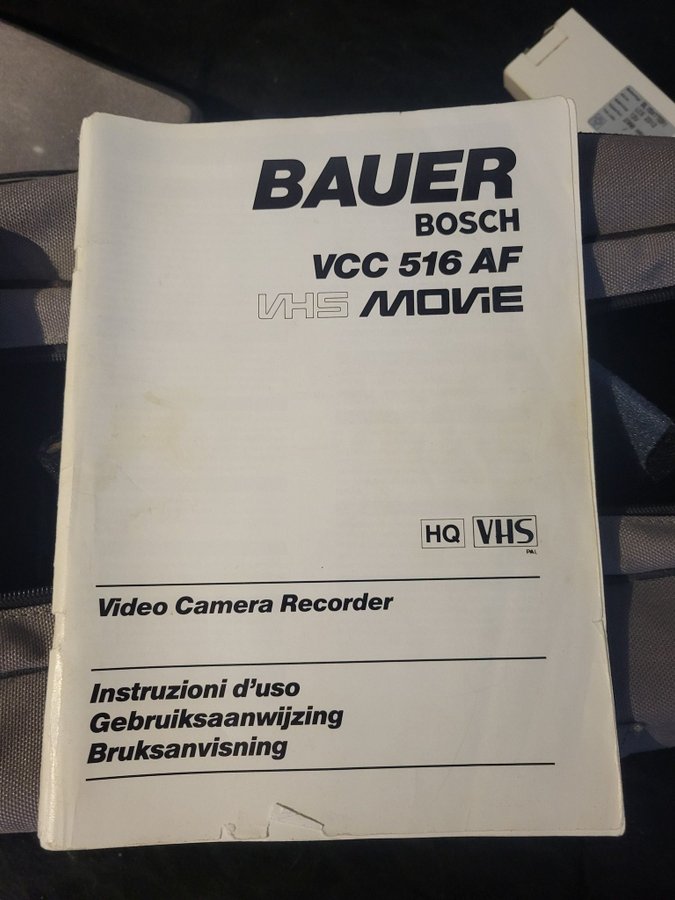 BAUER
BOSCH
VCC 516 AF
VHS MOVIE
HQ VHS
PAL
Video Camera Recorder
Instruzioni d'uso
Gebruiksaanwijzing
Bruksanvisning